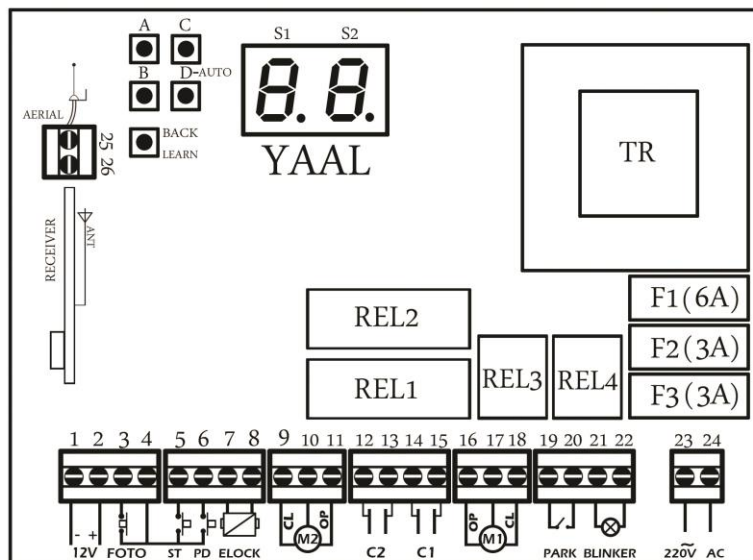 S1 S2
A C
B D-AUTO
BACK
LEARN
AERIAL
25 26
YAAL
TR
RECEIVER
ANT
REL2
REL1
REL3
REL4
F1(6A)
F2(3A)
F3(3A)
1 2 3 4 5 6 7 8 9 10 11 12 13 14 15 16 17 18 19 20 21 22 23 24
- +
CL M2 OP
OP M1 CL
12V FOTO ST PD ELOCK C2 C1 PARK BLINKER 220V ~ AC